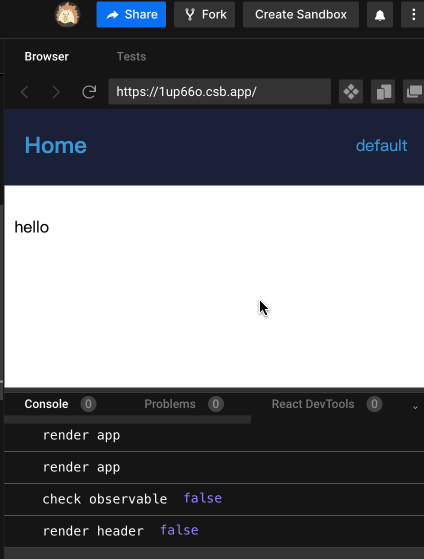 Share Fork Create Sandbox
Browser Tests
https://1up66o.csb.app/
Home default
hello
Console 0 Problems 0 React DevTools 0
render app
render app
check observable false
render header false